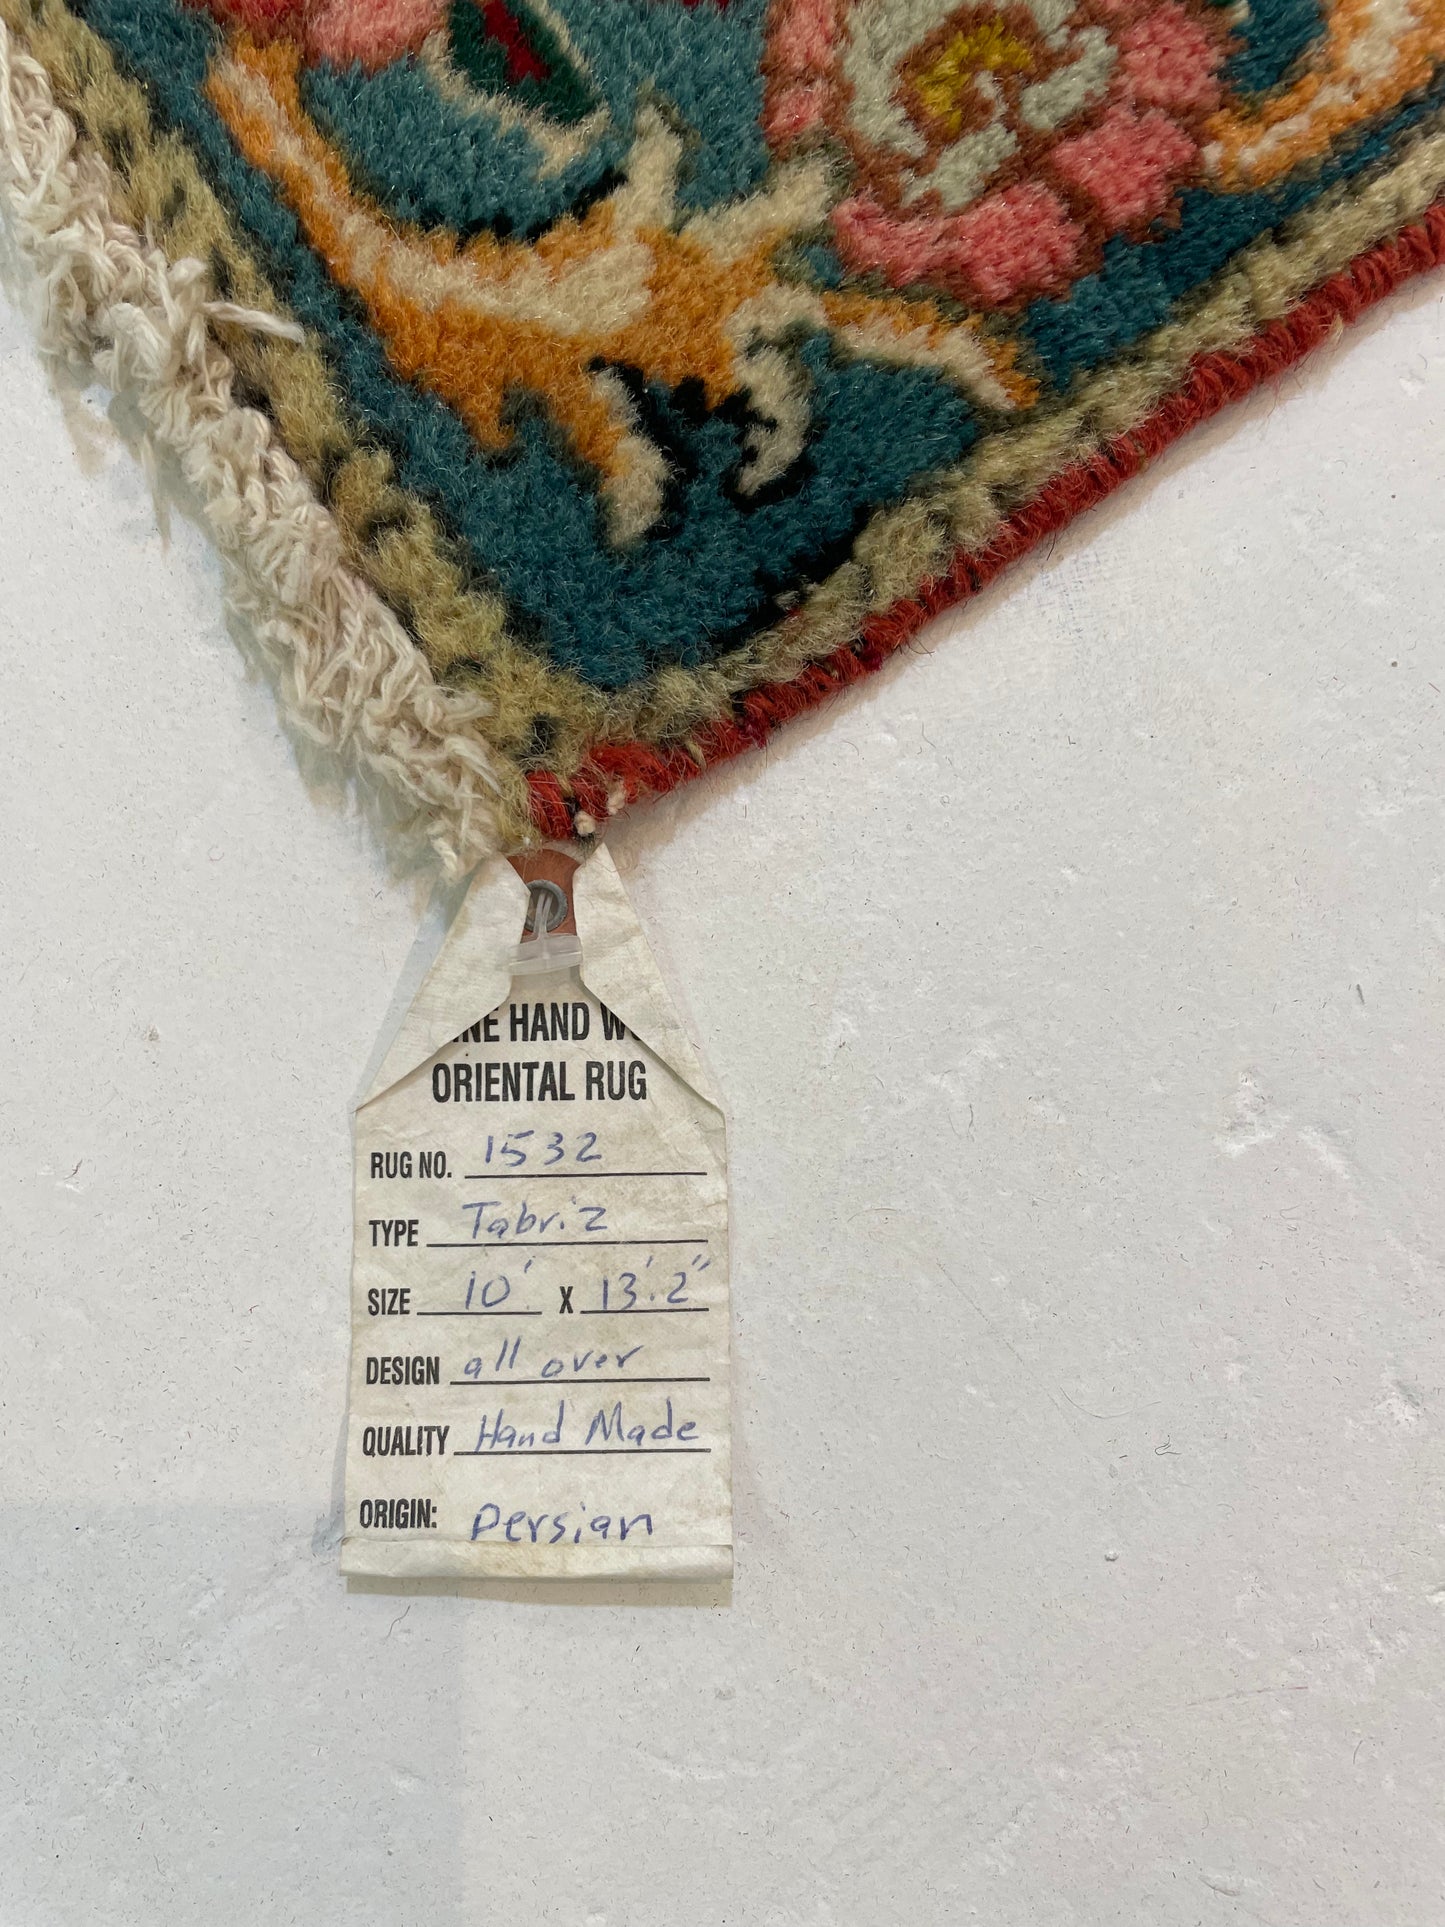 HAND
ORIENTAL RUG
RUG NO. 1532
TYPE Tabriz
SIZE 10' x 13'.2"
DESIGN all over
QUALITY Hand Made
ORIGIN: Persian